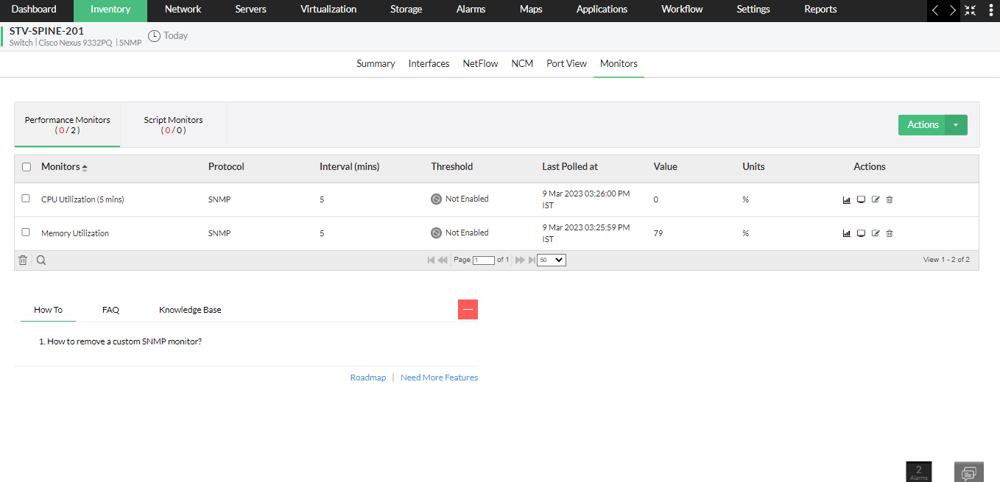 Dashboard Inventory Network Servers Virtualization Storage Alarms Maps Applications Workflow Settings Reports
STV-SPINE-201
Switch | Cisco Nexus 9332PQ | SNMP
Today
Summary Interfaces NetFlow NCM Port View Monitors
Performance Monitors
( 0 / 2 )
Script Monitors
( 0 / 0 )
Actions
Monitors Protocol Interval (mins) Threshold Last Polled at Value Units Actions
CPU Utilization (5 mins) SNMP 5 Not Enabled 9 Mar 2023 03:26:00 PM IST 0 %
Memory Utilization SNMP 5 Not Enabled 9 Mar 2023 03:25:59 PM IST 79 %
Page 1 of 1 50 View 1 - 2 of 2
How To FAQ Knowledge Base
1. How to remove a custom SNMP monitor?
Roadmap | Need More Features
2
Alarms